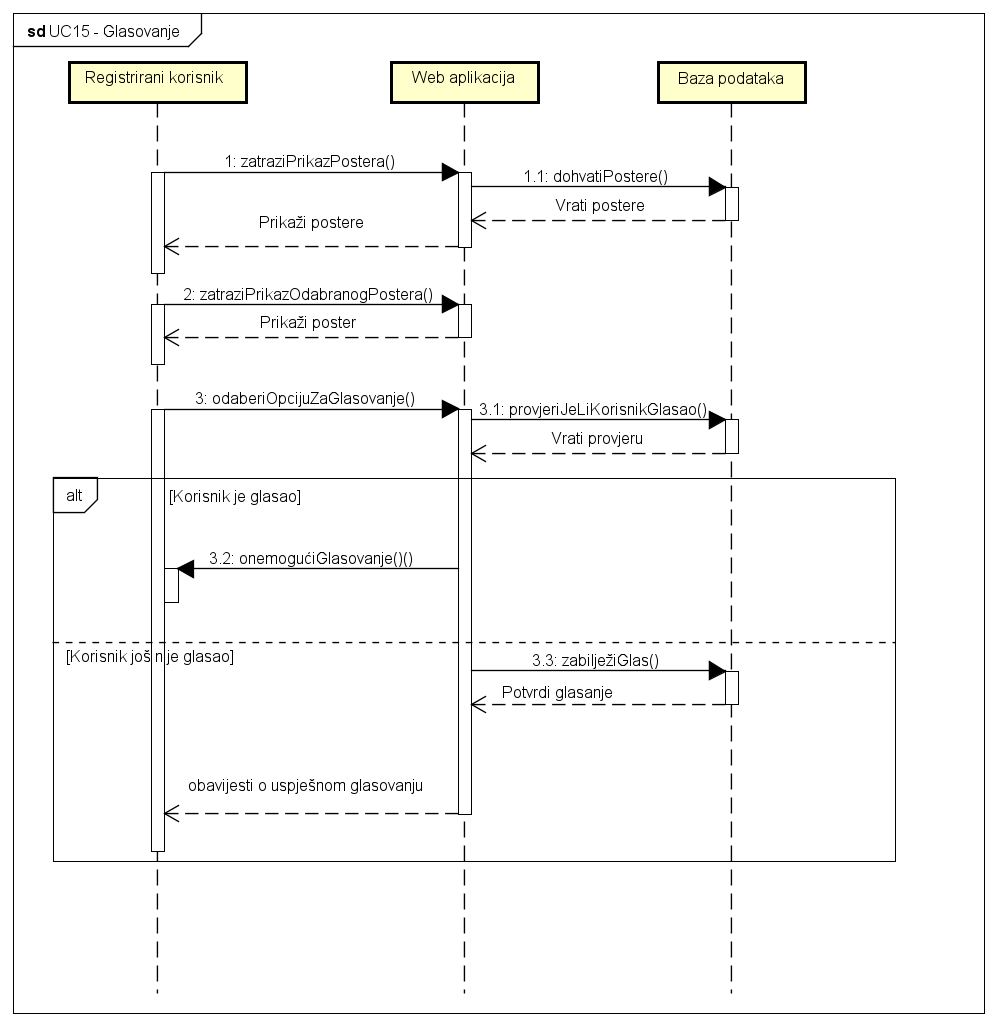 sd UC15 - Glasovanje
Registrirani korisnik
Web aplikacija
Baza podataka
1: zatraziPrikazPostera()
1.1: dohvatiPostere()
Vrati postere
Prikaži postere
2: zatraziPrikazOdabranogPostera()
Prikaži poster
3: odaberiOpcijuZaGlasovanje()
3.1: provjeriJeLiKorisnikGlasao()
Vrati provjeru
alt
[Korisnik je glasao]
3.2: onemogućiGlasovanje()()
[Korisnik još nije glasao]
3.3: zabilježiGlas()
Potvrdi glasanje
obavijesti o uspješnom glasovanju